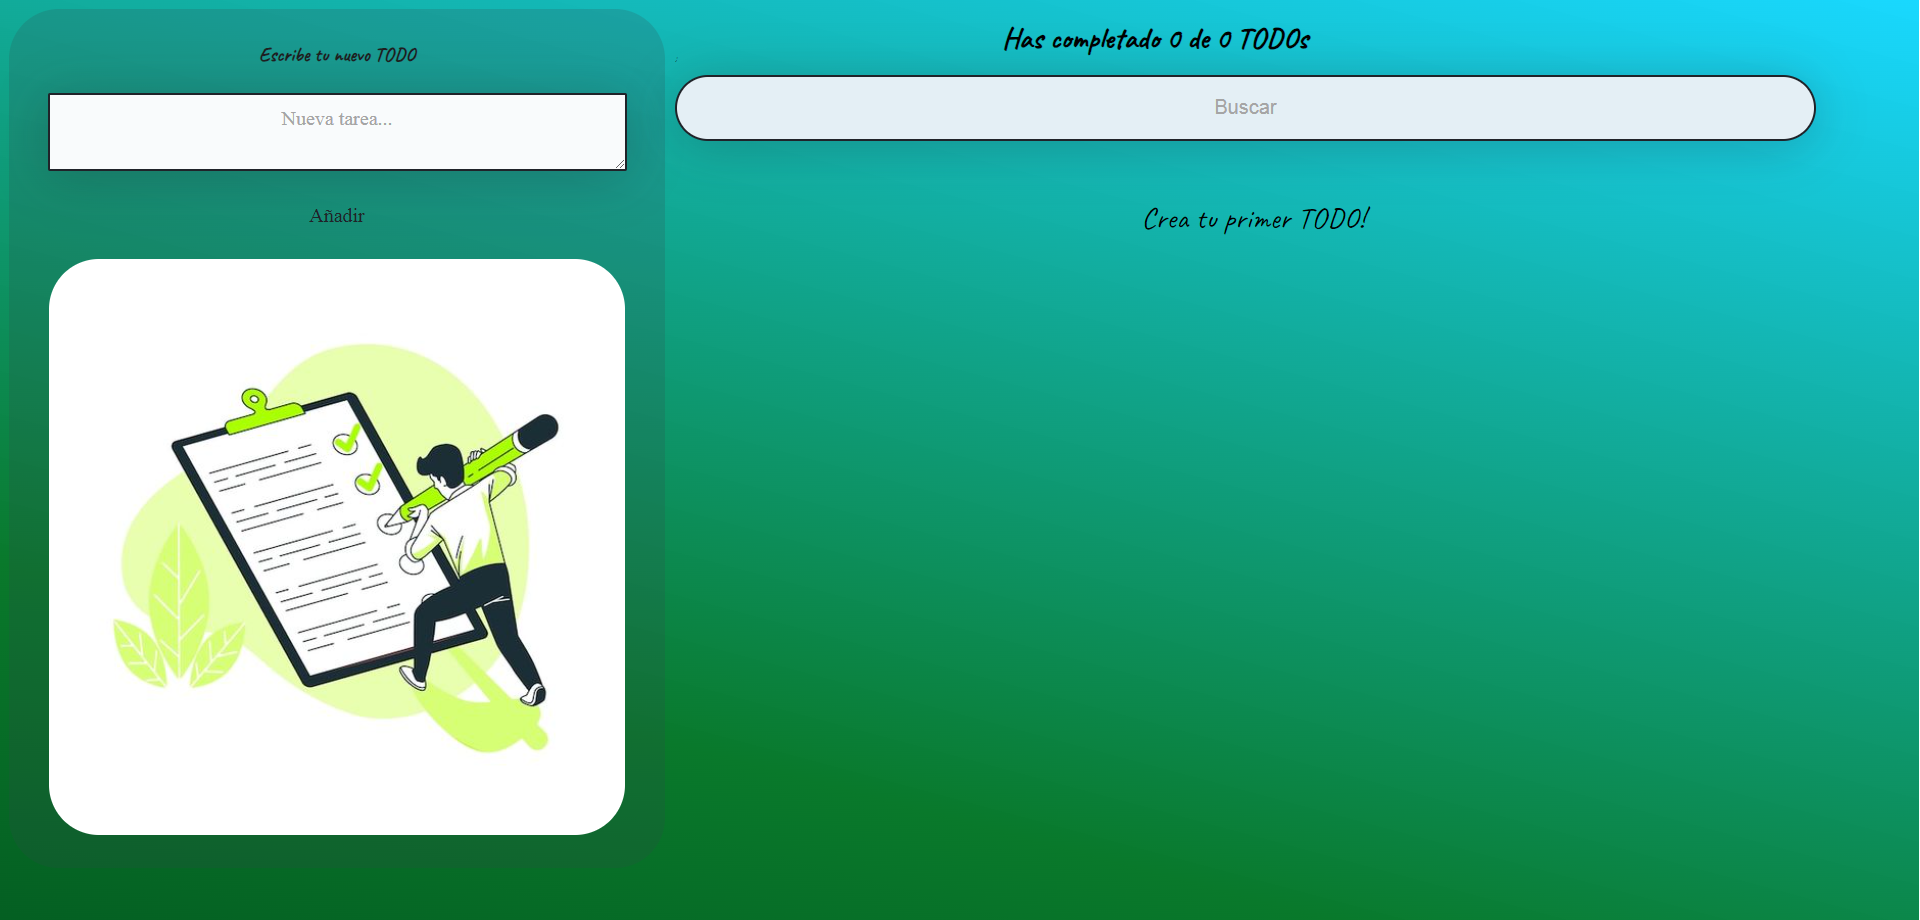 Escribe tu nuevo TODO
Nueva tarea...
Añadir
Has completado 0 de 0 TODOs
Buscar
Crea tu primer TODO!